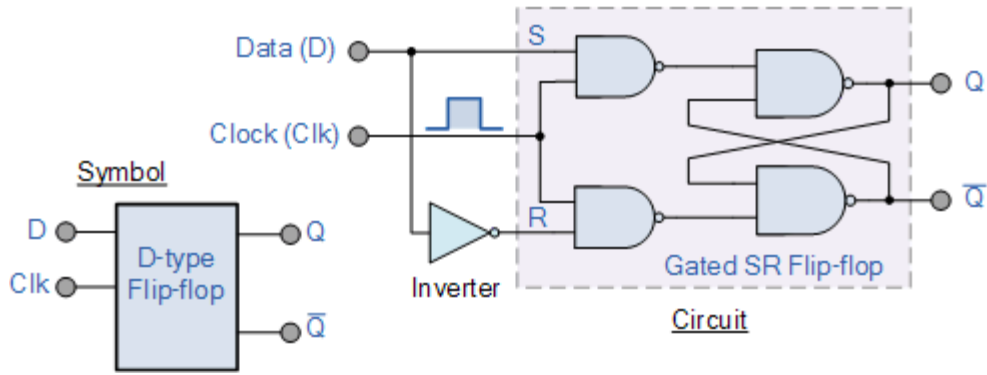 Data (D)
S
Q
Clock (Clk)
Symbol
D
Q
D-type
Flip-flop
Clk
R
Q̅
Inverter
Gated SR Flip-flop
Q̅
Circuit